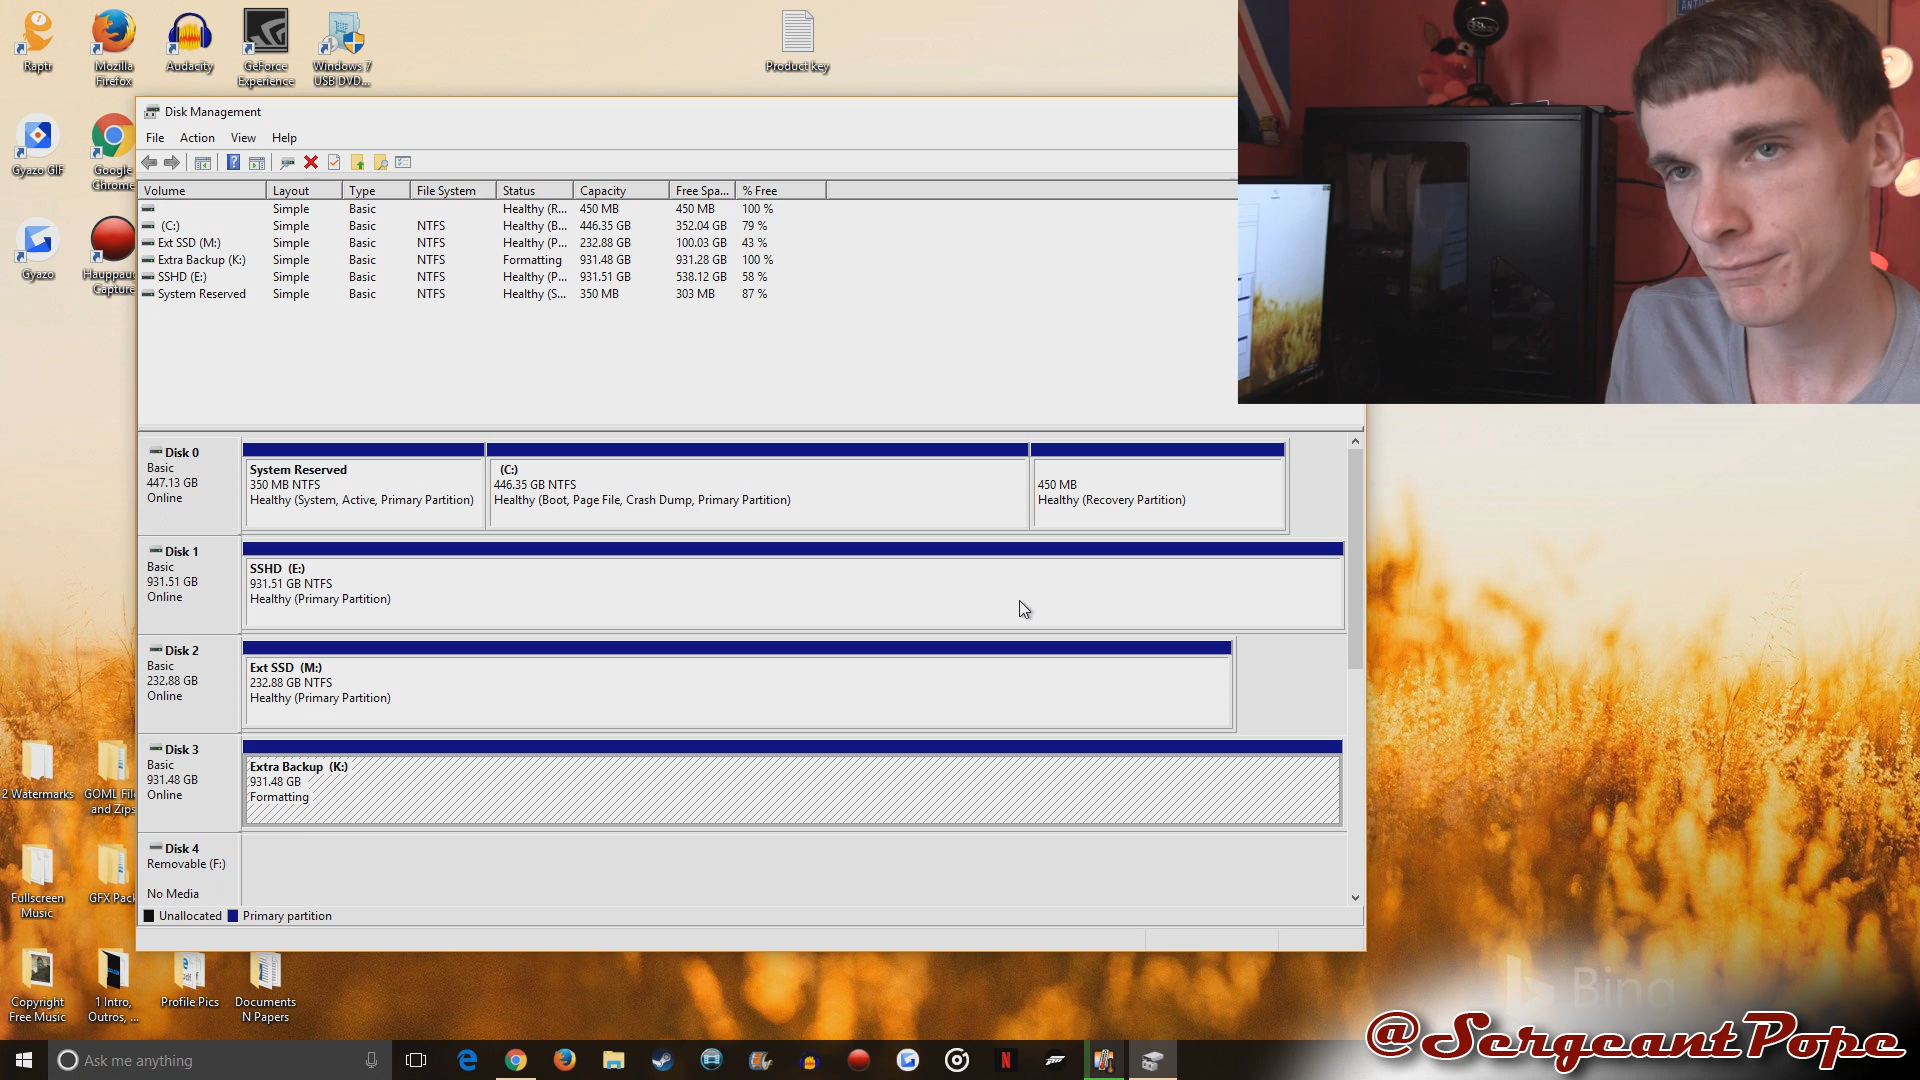 Raptr
Mozilla
Firefox
Audacity
GeForce
Experience
Windows 7
USB DVD...
Product key
Gyazo GIF
Google
Chrome
Gyazo
Hauppau
Capture
Disk Management
File Action View Help
Volume Layout Type File System Status Capacity Free Spa... % Free
Simple Basic Healthy (R... 450 MB 450 MB 100 %
(C:) Simple Basic NTFS Healthy (B... 446.35 GB 352.04 GB 79 %
Ext SSD (M:) Simple Basic NTFS Healthy (P... 232.88 GB 100.03 GB 43 %
Extra Backup (K:) Simple Basic NTFS Formatting 931.48 GB 931.28 GB 100 %
SSHD (E:) Simple Basic NTFS Healthy (P... 931.51 GB 538.12 GB 58 %
System Reserved Simple Basic NTFS Healthy (S... 350 MB 303 MB 87 %
Disk 0
Basic
447.13 GB
Online
System Reserved
350 MB NTFS
Healthy (System, Active, Primary Partition)
(C:)
446.35 GB NTFS
Healthy (Boot, Page File, Crash Dump, Primary Partition)
450 MB
Healthy (Recovery Partition)
Disk 1
Basic
931.51 GB
Online
SSHD (E:)
931.51 GB NTFS
Healthy (Primary Partition)
Disk 2
Basic
232.88 GB
Online
Ext SSD (M:)
232.88 GB NTFS
Healthy (Primary Partition)
Disk 3
Basic
931.48 GB
Online
Extra Backup (K:)
931.48 GB
Formatting
Disk 4
Removable (F:)
No Media
Unallocated Primary partition
2 Watermarks
GOML Fil
and Zips
Fullscreen
Music
GFX Pack
Copyright
Free Music
1 Intro,
Outros, ...
Profile Pics
Documents
N Papers
Bing
@SergeantPope
Ask me anything